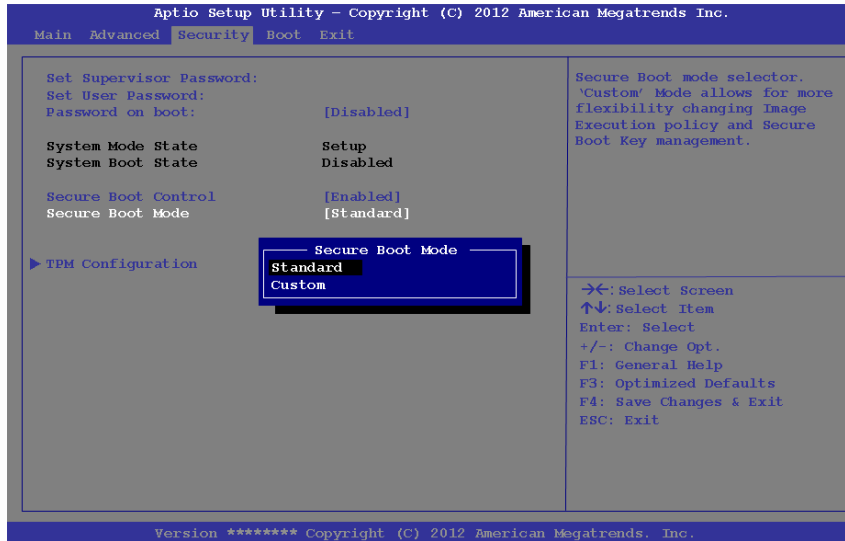 Aptio Setup Utility – Copyright (C) 2012 American Megatrends Inc.
Main Advanced Security Boot Exit
Set Supervisor Password:
Set User Password:
Password on boot: [Disabled]
System Mode State Setup
System Boot State Disabled
Secure Boot Control [Enabled]
Secure Boot Mode [Standard]
TPM Configuration
Secure Boot Mode
Standard
Custom
Secure Boot mode selector.
‵Custom′ Mode allows for more
flexibility changing Image
Execution policy and Secure
Boot Key management.
→←:Select Screen
↑↓:Select Item
Enter: Select
+/-: Change Opt.
F1: General Help
F3: Optimized Defaults
F4: Save Changes & Exit
ESC: Exit
Version ******** Copyright (C) 2012 American Megatrends. Inc.